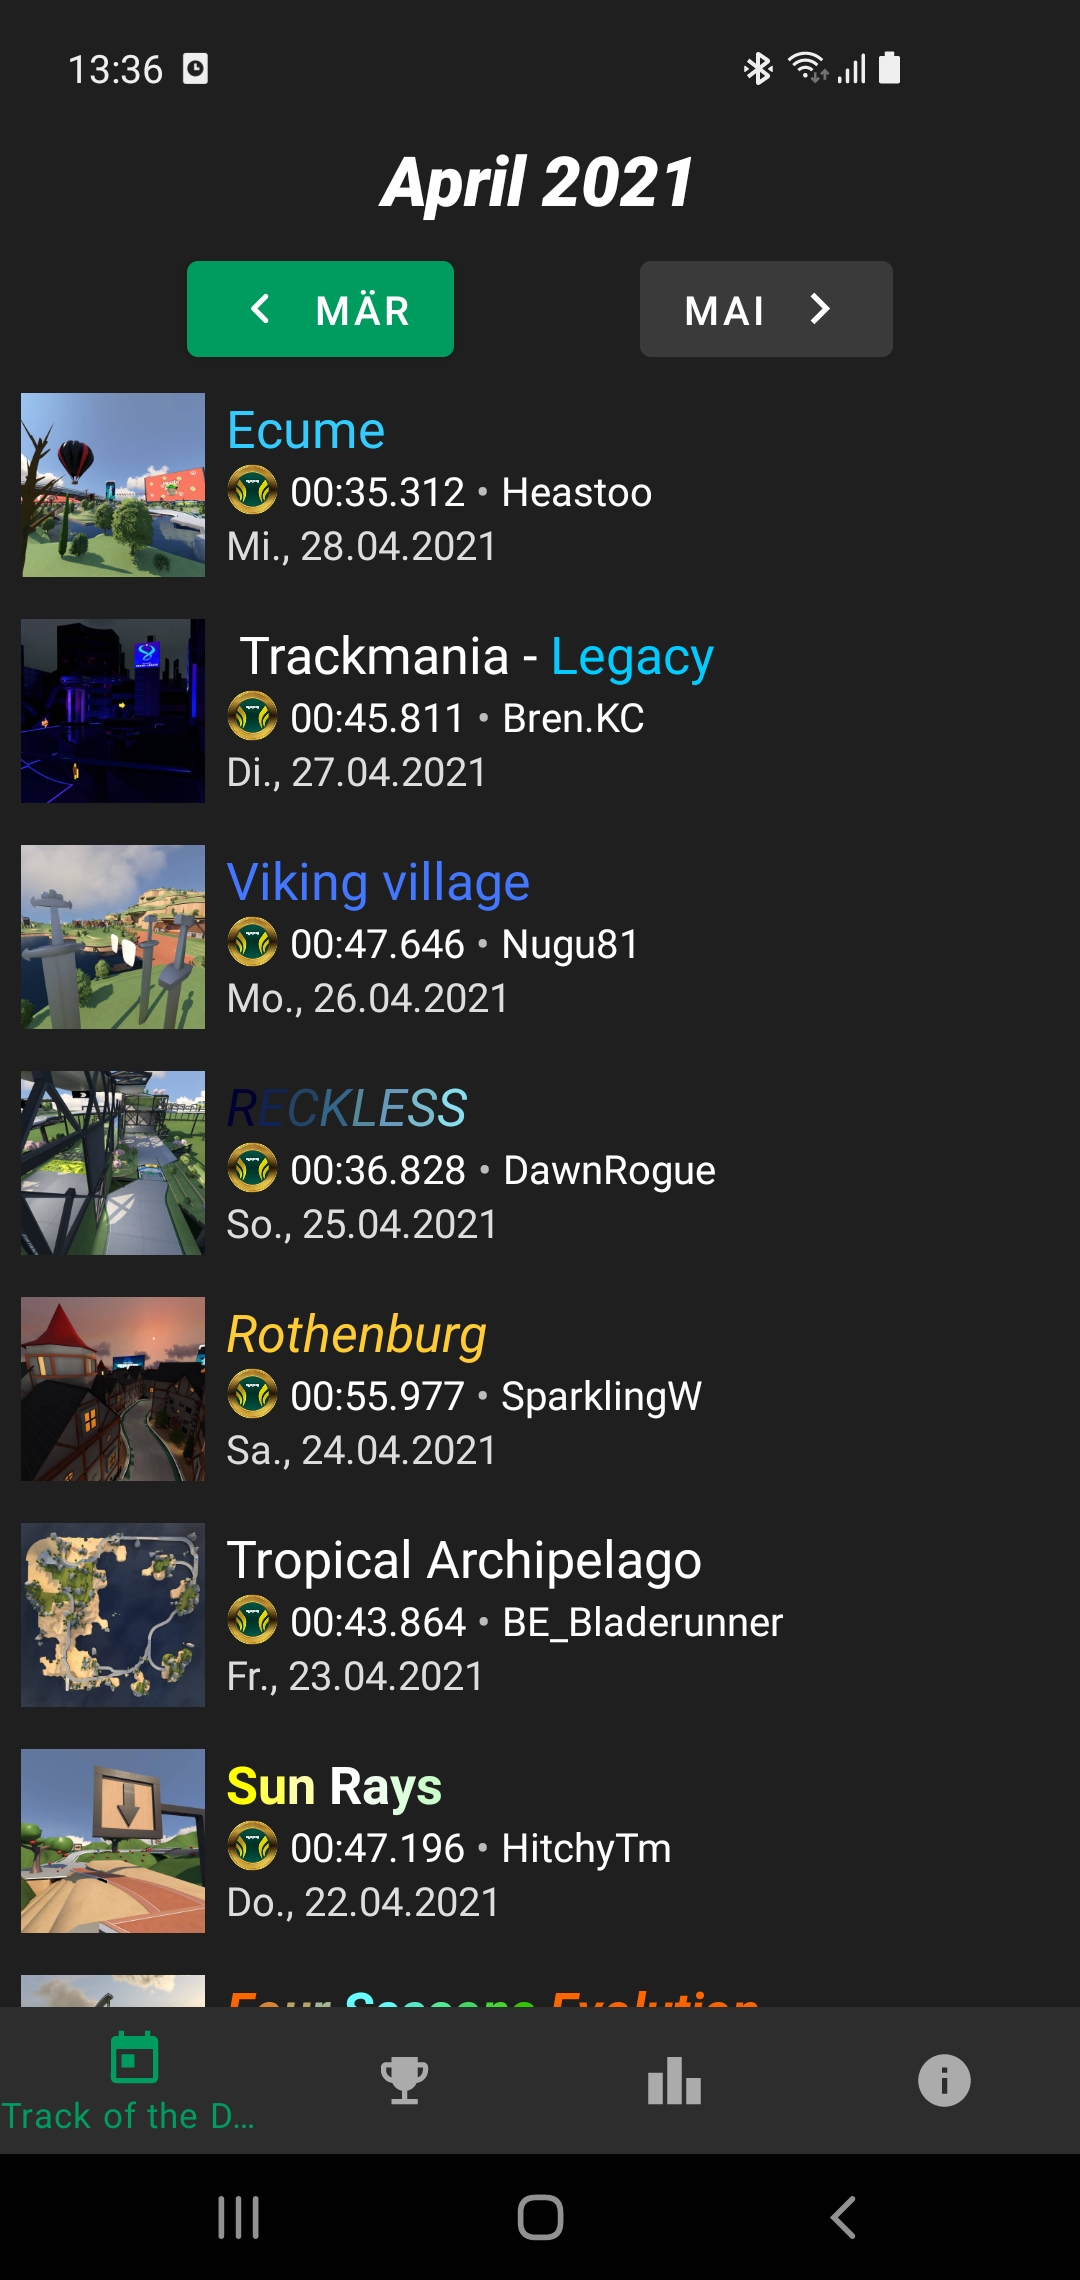 13:36
April 2021
MÄR
MAI
Ecume
00:35.312 • Heastoo
Mi., 28.04.2021
Trackmania - Legacy
00:45.811 • Bren.KC
Di., 27.04.2021
Viking village
00:47.646 • Nugu81
Mo., 26.04.2021
RECKLESS
00:36.828 • DawnRogue
So., 25.04.2021
Rothenburg
00:55.977 • SparklingW
Sa., 24.04.2021
Tropical Archipelago
00:43.864 • BE_Bladerunner
Fr., 23.04.2021
Sun Rays
00:47.196 • HitchyTm
Do., 22.04.2021
Four Seasons Evolution
Track of the D...